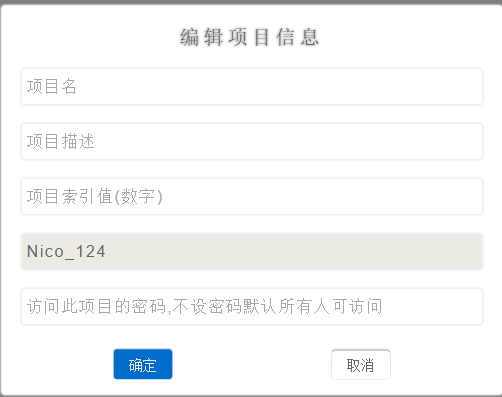 编辑项目信息
项目名
项目描述
项目索引值(数字)
Nico_124
访问此项目的密码,不设密码默认所有人可访问
确定
取消